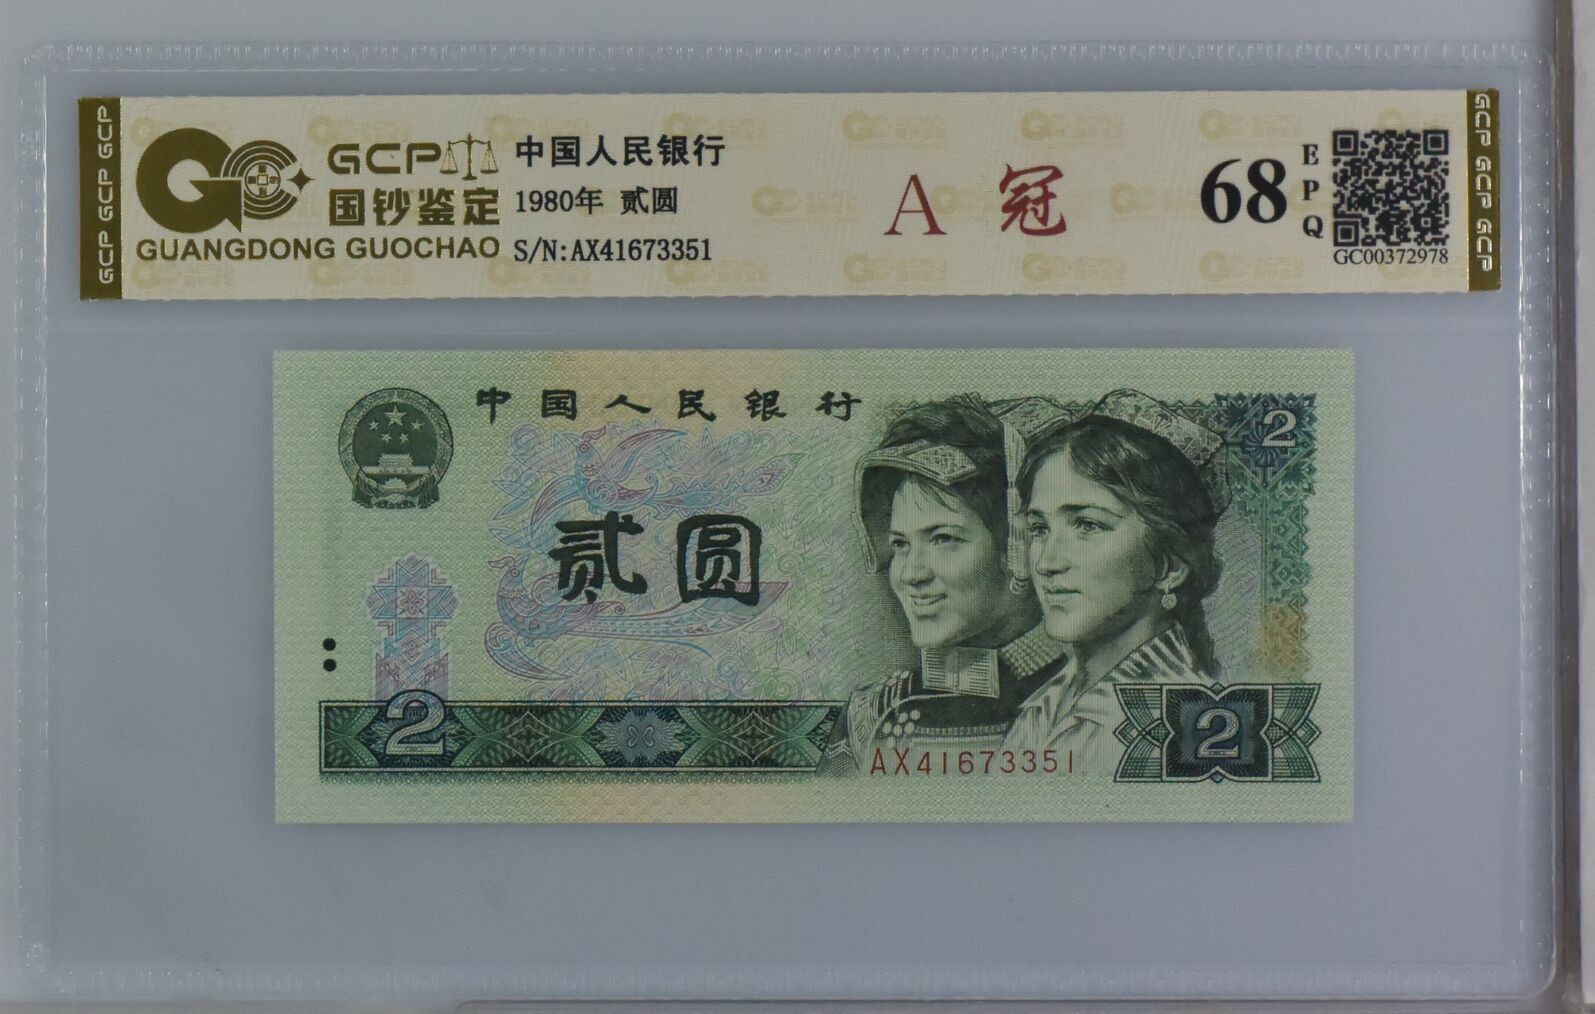 GCP GCP GCP
GCP
国钞鉴定
GUANGDONG GUOCHAO
中国人民银行
1980年 贰圆
S/N:AX41673351
A 冠
68
EPQ
GC00372978
GCP GCP GCP
中国人民银行
贰圆
2
2
AX41673351
2